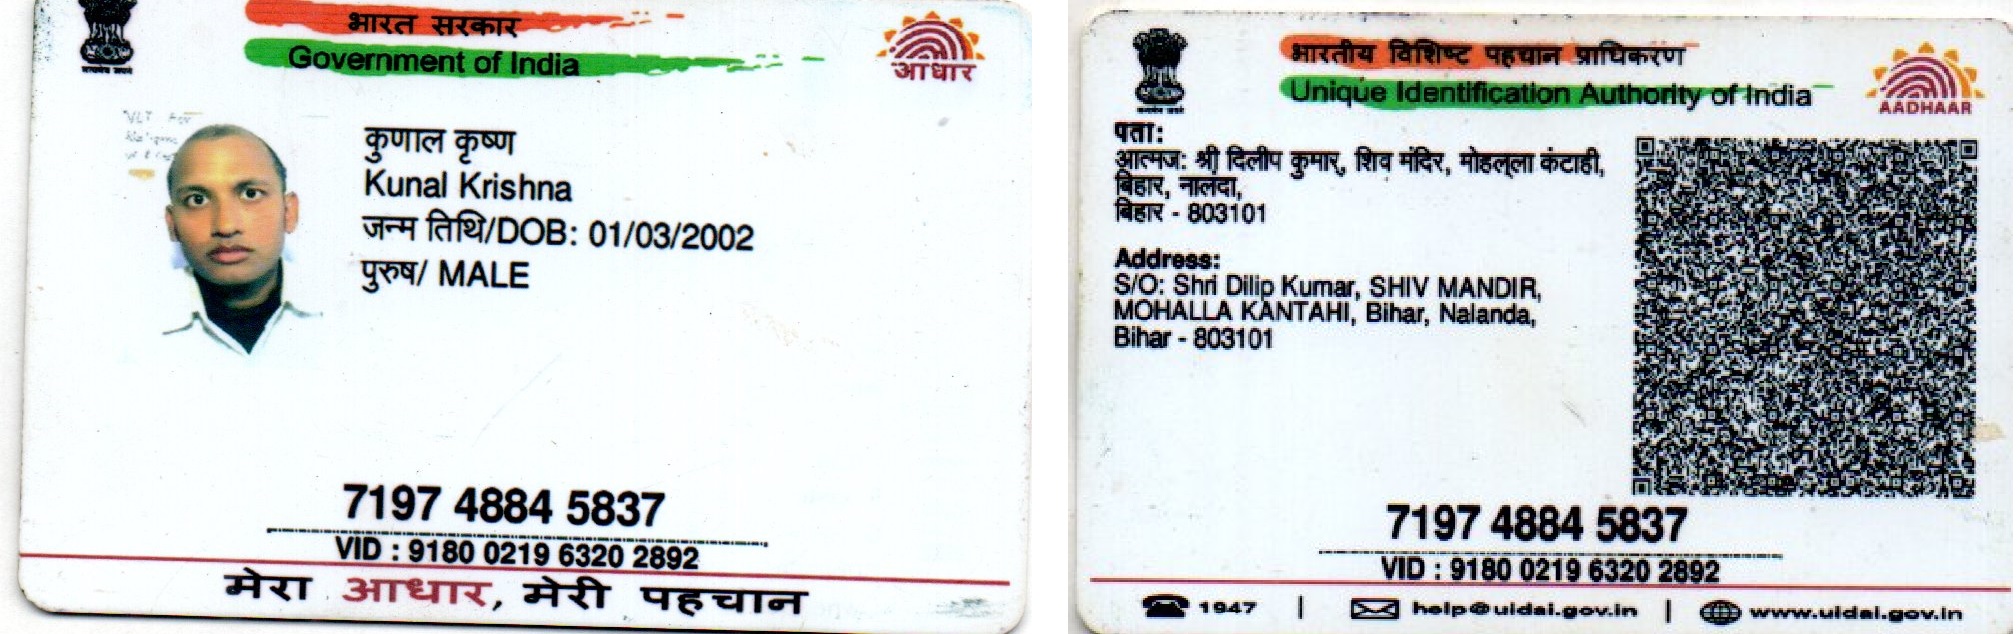 भारत सरकार
Government of India
आधार
कुणाल कृष्ण
Kunal Krishna
जन्म तिथि/DOB: 01/03/2002
पुरुष/ MALE
7197 4884 5837
VID : 9180 0219 6320 2892
मेरा आधार, मेरी पहचान
भारतीय विशिष्ट पहचान प्राधिकरण
Unique Identification Authority of India
AADHAAR
पता:
आत्मज: श्री दिलीप कुमार, शिव मंदिर, मोहल्ला कंटाही,
बिहार, नालंदा,
बिहार - 803101
Address:
S/O: Shri Dilip Kumar, SHIV MANDIR,
MOHALLA KANTAHI, Bihar, Nalanda,
Bihar - 803101
7197 4884 5837
VID : 9180 0219 6320 2892
1947 | help@uidai.gov.in | www.uidai.gov.in